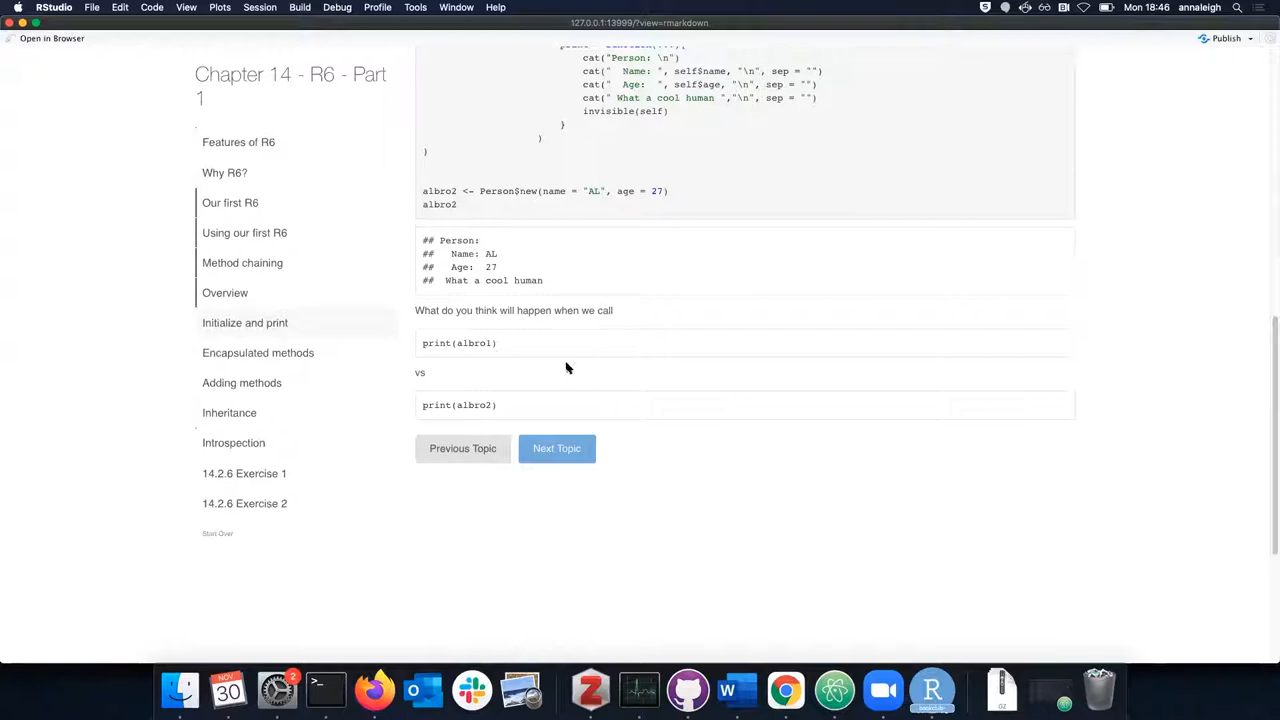 RStudio File Edit Code View Plots Session Build Debug Profile Tools Window Help
Mon 18:46 annaleigh
127.0.0.1:13999/?view=rmarkdown
Open in Browser
Publish
Chapter 14 - R6 - Part
1
Features of R6
Why R6?
Our first R6
Using our first R6
Method chaining
Overview
Initialize and print
Encapsulated methods
Adding methods
Inheritance
Introspection
14.2.6 Exercise 1
14.2.6 Exercise 2
Start Over
cat("Person: \n")
cat("  Name: ", self$name, "\n", sep = "")
cat("  Age:  ", self$age, "\n", sep = "")
cat(" What a cool human ","\n", sep = "")
invisible(self)
}
)
)
albro2 <- Person$new(name = "AL", age = 27)
albro2
## Person:
##   Name: AL
##   Age:  27
##  What a cool human
What do you think will happen when we call
print(albro1)
vs
print(albro2)
Previous Topic
Next Topic
NOV
30
2
>_
Z
W
R
bookclub-
GZ